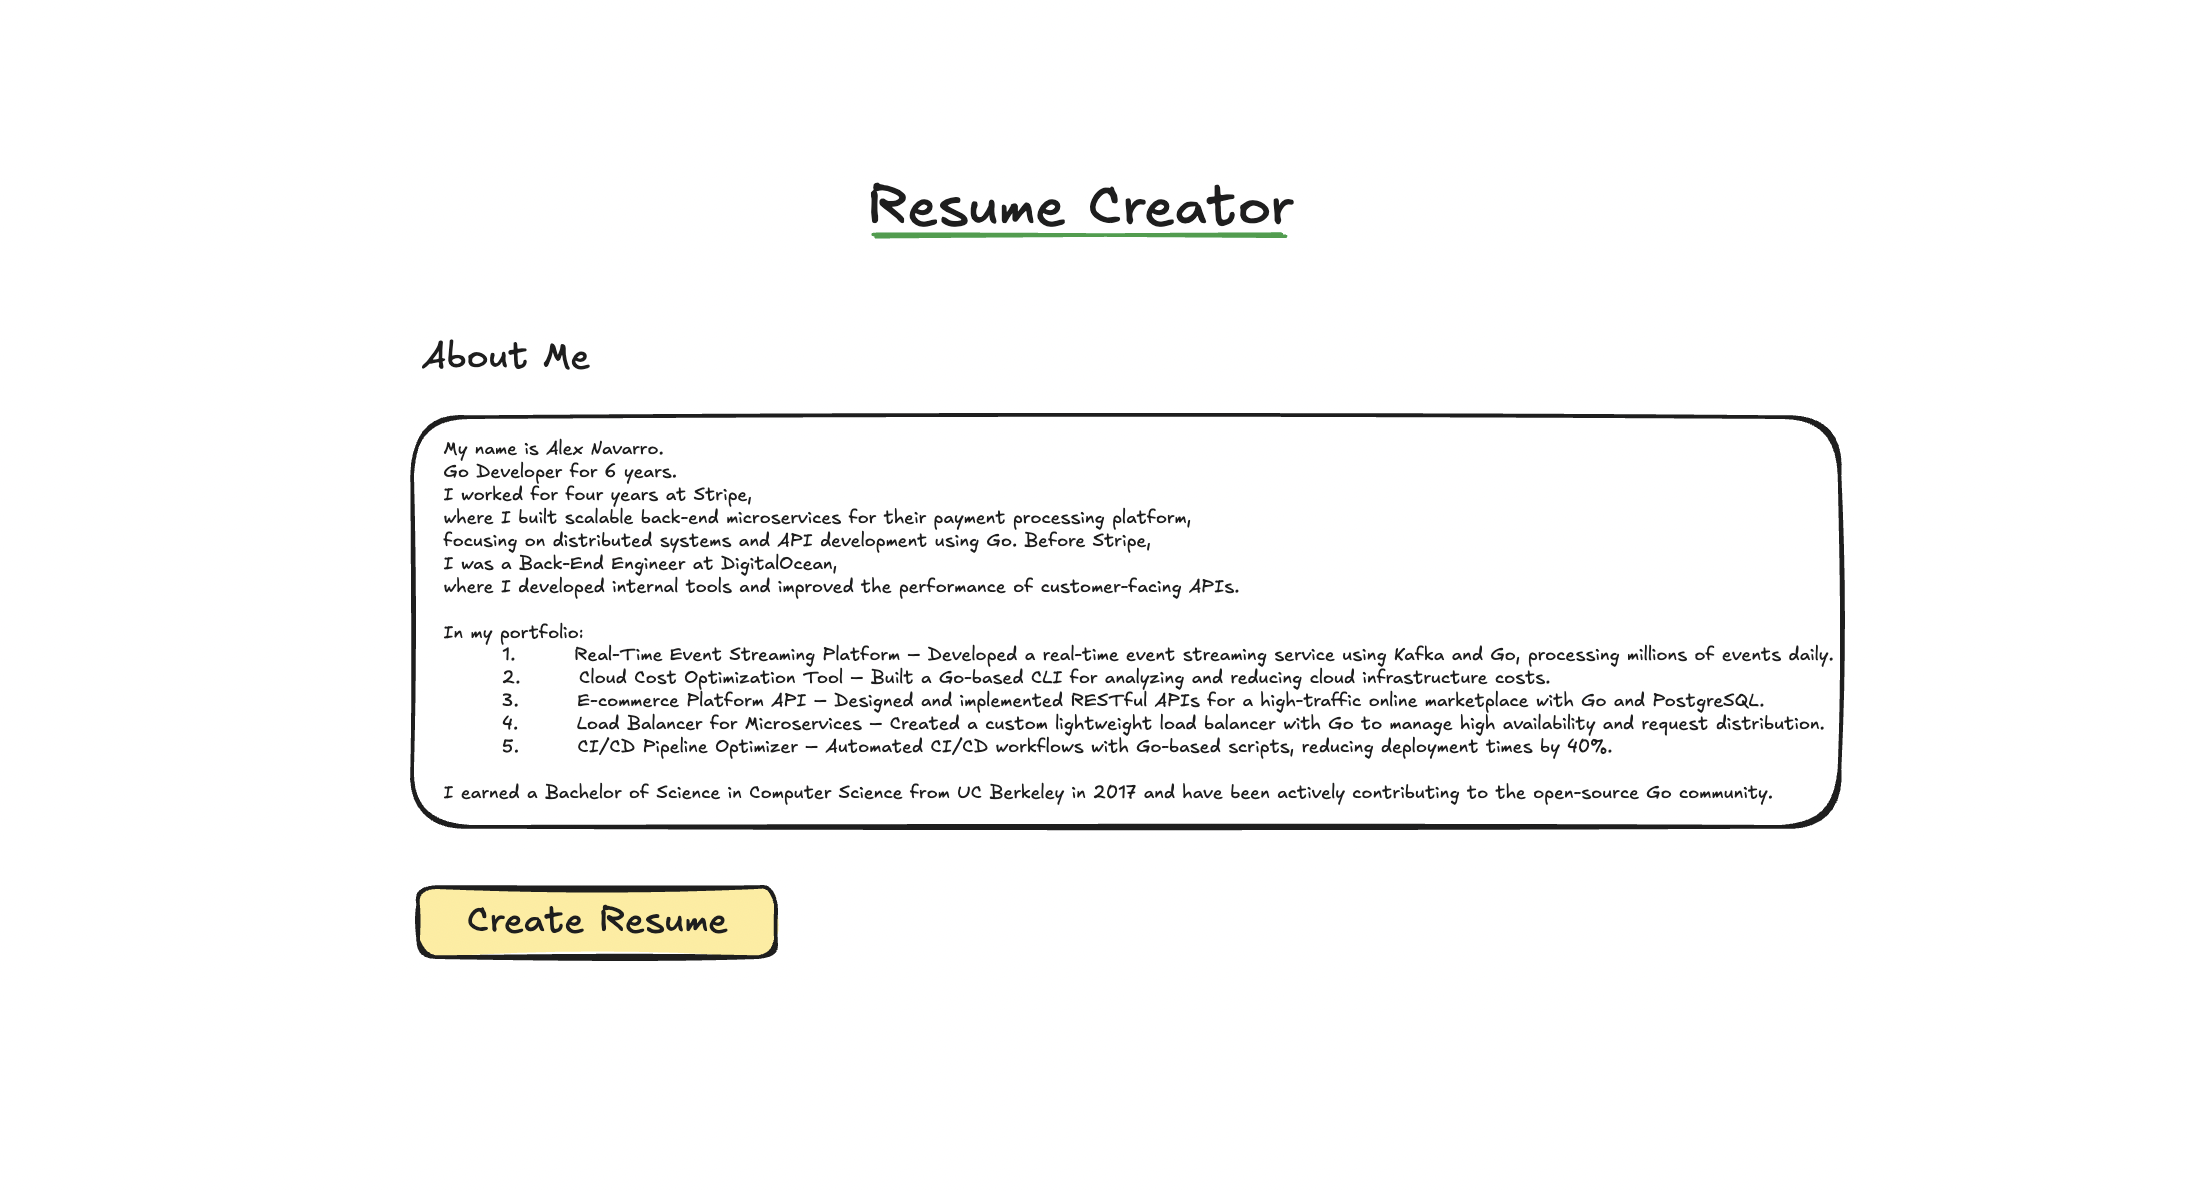 Resume Creator
About Me
My name is Alex Navarro.
Go Developer for 6 years.
I worked for four years at Stripe,
where I built scalable back-end microservices for their payment processing platform,
focusing on distributed systems and API development using Go. Before Stripe,
I was a Back-End Engineer at DigitalOcean,
where I developed internal tools and improved the performance of customer-facing APIs.
In my portfolio:
1. Real-Time Event Streaming Platform — Developed a real-time event streaming service using Kafka and Go, processing millions of events daily.
2. Cloud Cost Optimization Tool — Built a Go-based CLI for analyzing and reducing cloud infrastructure costs.
3. E-commerce Platform API — Designed and implemented RESTful APIs for a high-traffic online marketplace with Go and PostgreSQL.
4. Load Balancer for Microservices — Created a custom lightweight load balancer with Go to manage high availability and request distribution.
5. CI/CD Pipeline Optimizer — Automated CI/CD workflows with Go-based scripts, reducing deployment times by 40%.
I earned a Bachelor of Science in Computer Science from UC Berkeley in 2017 and have been actively contributing to the open-source Go community.
Create Resume